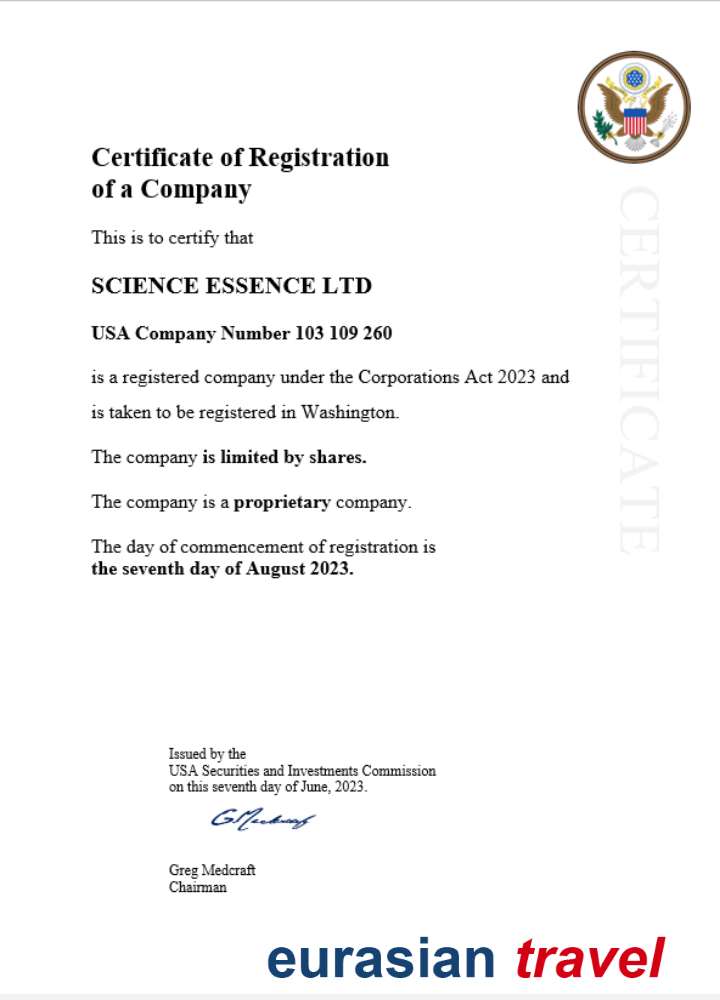 Certificate of Registration
of a Company
This is to certify that
SCIENCE ESSENCE LTD
USA Company Number 103 109 260
is a registered company under the Corporations Act 2023 and
is taken to be registered in Washington.
The company is limited by shares.
The company is a proprietary company.
The day of commencement of registration is
the seventh day of August 2023.
CERTIFICATE
Issued by the
USA Securities and Investments Commission
on this seventh day of June, 2023.
Greg Medcraft
Chairman
eurasian travel